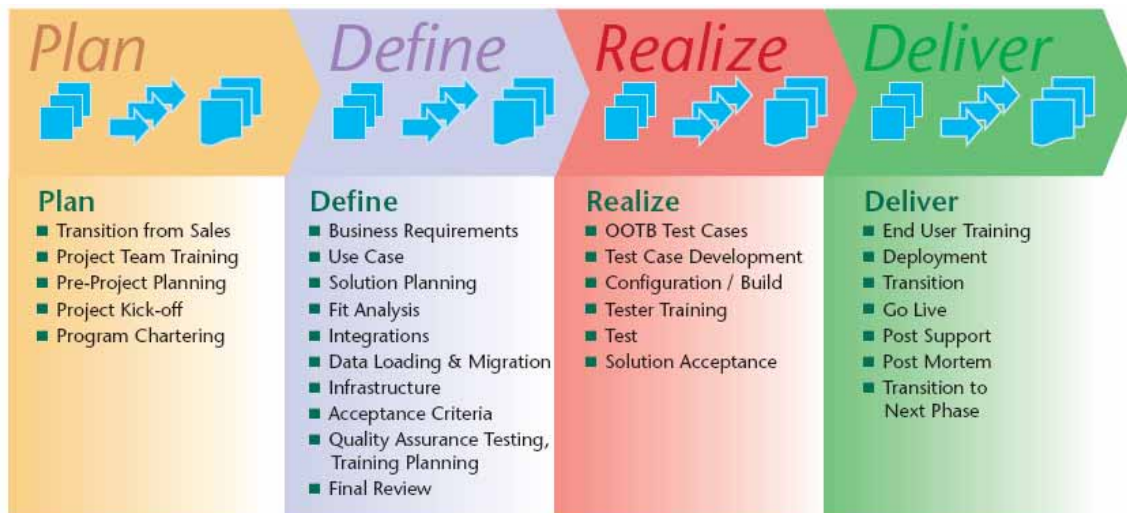 Plan
Define
Realize
Deliver
Plan
Transition from Sales
Project Team Training
Pre-Project Planning
Project Kick-off
Program Chartering
Define
Business Requirements
Use Case
Solution Planning
Fit Analysis
Integrations
Data Loading & Migration
Infrastructure
Acceptance Criteria
Quality Assurance Testing,
Training Planning
Final Review
Realize
OOTB Test Cases
Test Case Development
Configuration / Build
Tester Training
Test
Solution Acceptance
Deliver
End User Training
Deployment
Transition
Go Live
Post Support
Post Mortem
Transition to
Next Phase